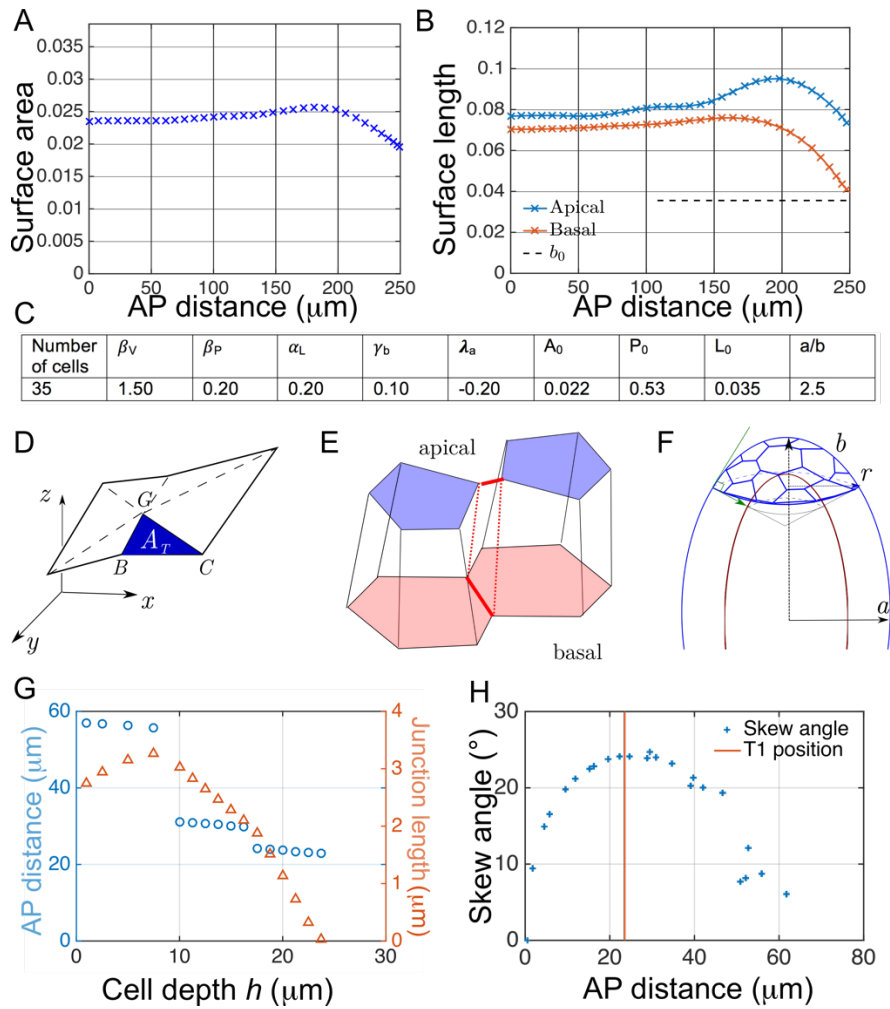 A
Surface area
0.035
0.03
0.025
0.02
0.015
0.01
0.005
0
0 50 100 150 200 250
AP distance (μm)
B
Surface length
0.12
0.1
0.08
0.06
0.04
0.02
0
Apical
Basal
b₀
0 50 100 150 200 250
AP distance (μm)
C
Number of cells β_V β_P α_L γ_b λ_a A₀ P₀ L₀ a/b
35 1.50 0.20 0.20 0.10 -0.20 0.022 0.53 0.035 2.5
D
z
G
A_T
B C
x
y
E
apical
basal
F
b
r
a
G
AP distance (μm)
60
40
20
0
Junction length (μm)
4
3
2
1
0
0 10 20 30
Cell depth h (μm)
H
Skew angle (°)
30
20
10
0
Skew angle
T1 position
0 20 40 60 80
AP distance (μm)